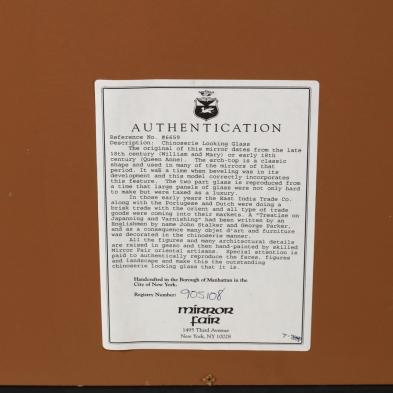 AUTHENTICATION
Reference No. #6659
Description: Chinoserie Looking Glass
The original of this mirror dates from the late
18th century (William and Mary) or early 18th
century (Queen Anne). The arch-top is a classic
shape and used in many of the mirrors of that
period. It was a time when beveling was in its
development and this model correctly incorporates
this feature. The two part glass is reproduced from
a time that large panels of glass were not only hard
to make but were taxed as a luxury.
In those early years the East India Trade Co.
along with the Portugese and Dutch were doing a
brisk trade with the orient and all type of trade
goods were coming into their markets. A "Treatise on
Japanning and Varnishing" had been written by an
Englishmen by name John Stalker and George Parker,
and as a consequence many objet d'art and furniture
was decorated in the chinoserie manner.
All the figures and many architectural details
are raised in gesso and then hand-painted by skilled
Mirror Fair oriental artisans. Special attention is
paid to authentically reproduce the faces, figures
and landscape and make this the outstanding
chinoserie looking glass that it is.
Handcrafted in the Borough of Manhattan in the
City of New York.
Registry Number: 905108
mirror
fair
1495 Third Avenue
New York, NY 10028